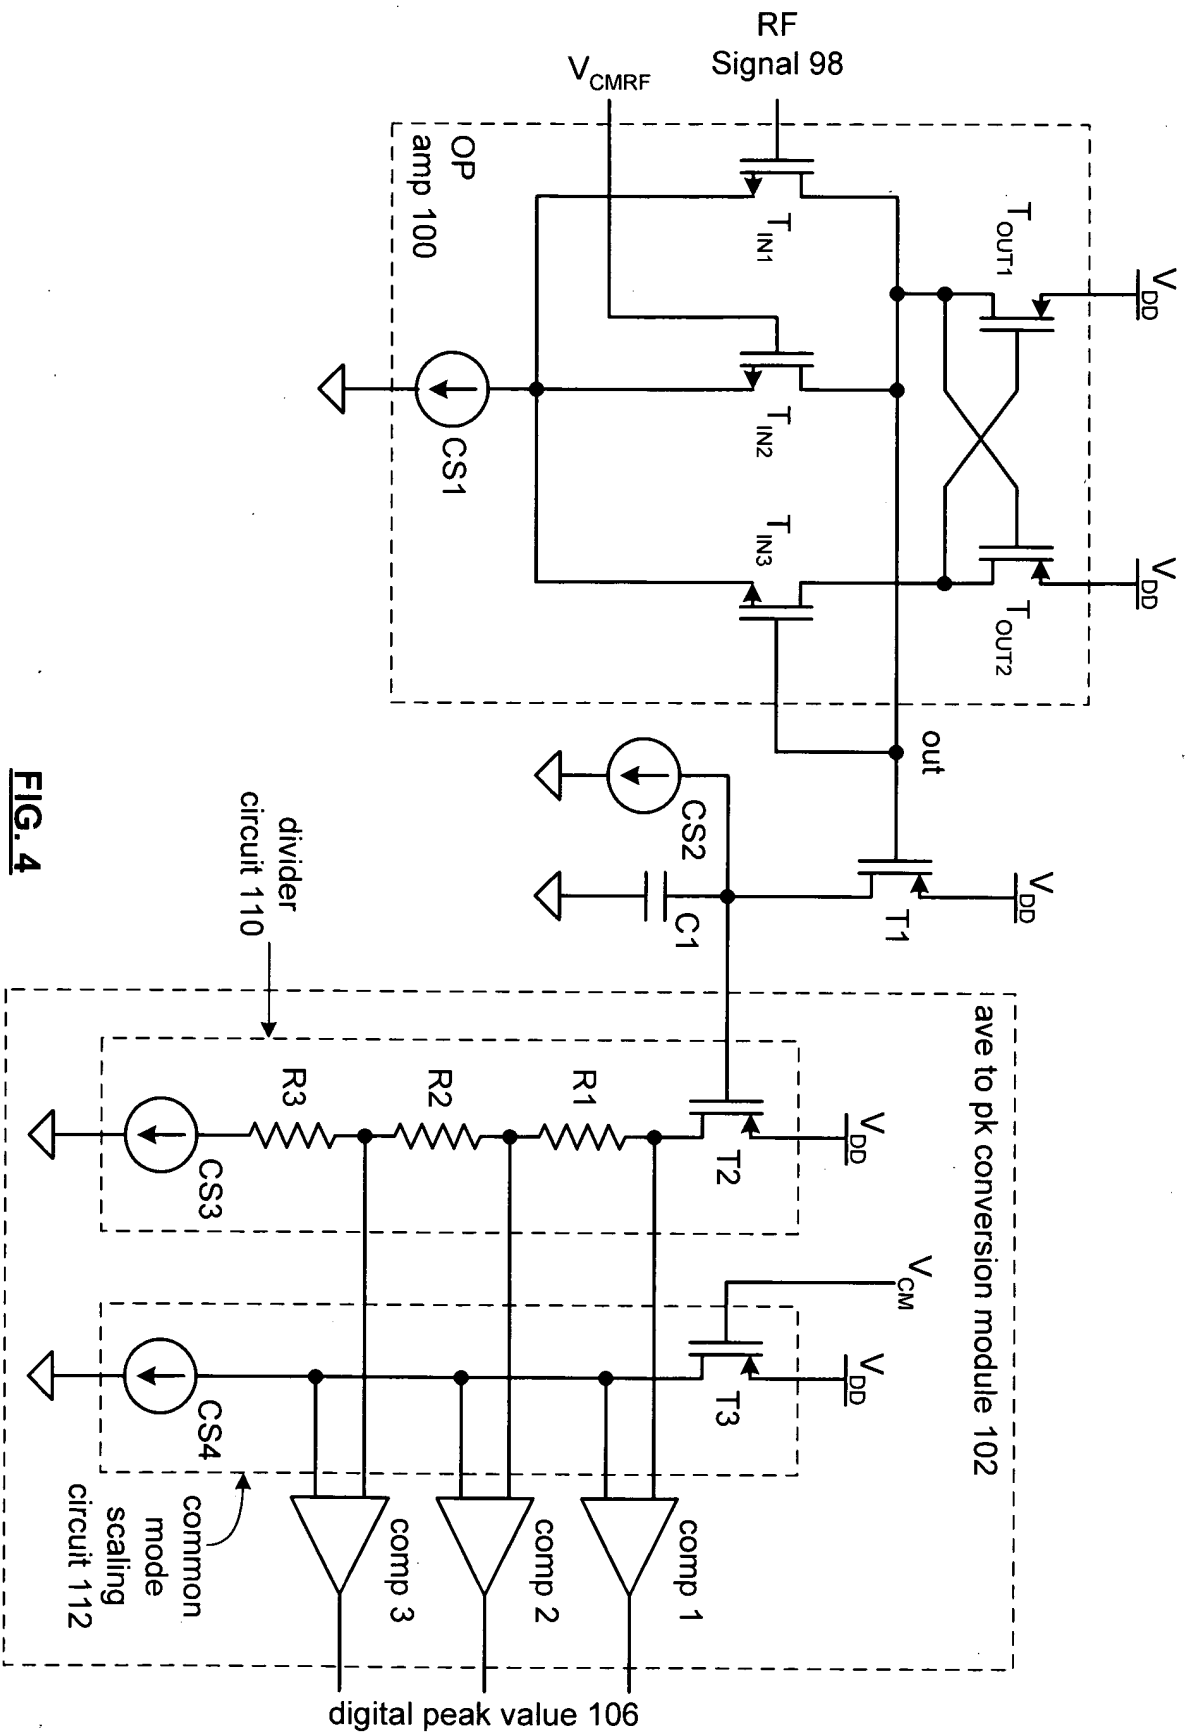 RF
Signal 98
V_CMRF
OP
amp 100
T_IN1
T_IN2
T_IN3
T_OUT1
T_OUT2
V_DD
V_DD
CS1
out
V_DD
T1
CS2
C1
ave to pk conversion module 102
divider
circuit 110
V_DD
T2
R1
R2
R3
CS3
V_CM
V_DD
T3
CS4
common
mode
scaling
circuit 112
comp 1
comp 2
comp 3
digital peak value 106
FIG. 4